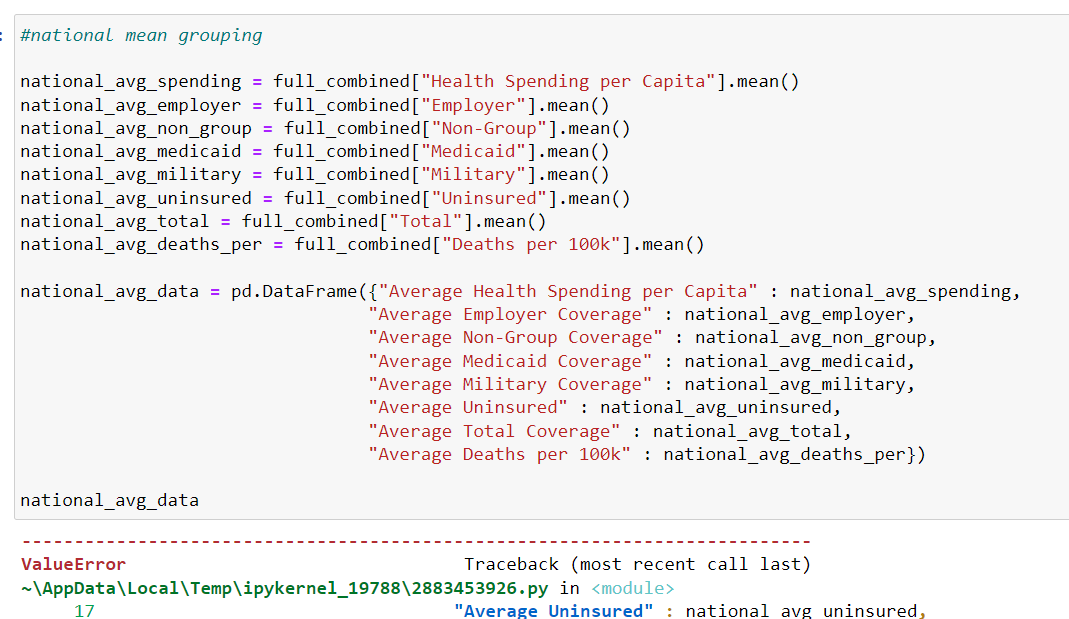 :
#national mean grouping
national_avg_spending = full_combined["Health Spending per Capita"].mean()
national_avg_employer = full_combined["Employer"].mean()
national_avg_non_group = full_combined["Non-Group"].mean()
national_avg_medicaid = full_combined["Medicaid"].mean()
national_avg_military = full_combined["Military"].mean()
national_avg_uninsured = full_combined["Uninsured"].mean()
national_avg_total = full_combined["Total"].mean()
national_avg_deaths_per = full_combined["Deaths per 100k"].mean()
national_avg_data = pd.DataFrame({"Average Health Spending per Capita" : national_avg_spending,
"Average Employer Coverage" : national_avg_employer,
"Average Non-Group Coverage" : national_avg_non_group,
"Average Medicaid Coverage" : national_avg_medicaid,
"Average Military Coverage" : national_avg_military,
"Average Uninsured" : national_avg_uninsured,
"Average Total Coverage" : national_avg_total,
"Average Deaths per 100k" : national_avg_deaths_per})
national_avg_data
---------------------------------------------------------------------------
ValueError Traceback (most recent call last)
~\AppData\Local\Temp\ipykernel_19788\2883453926.py in <module>
17 "Average Uninsured" : national_avg_uninsured,